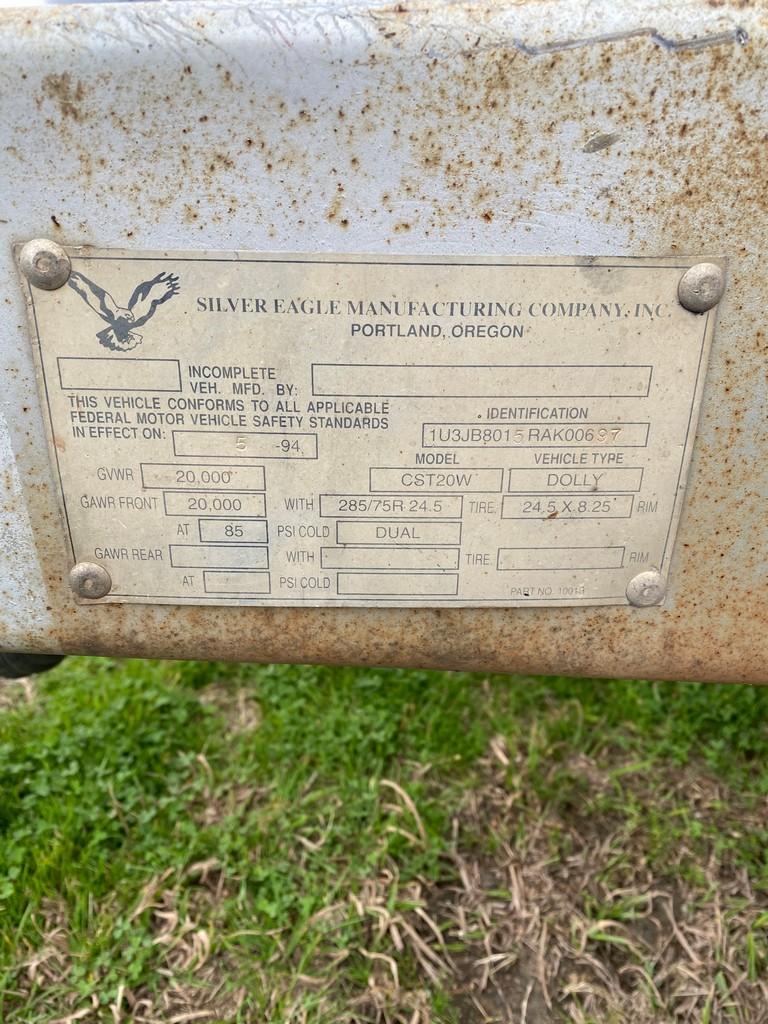 SILVER EAGLE MANUFACTURING COMPANY, INC.
PORTLAND, OREGON
INCOMPLETE
VEH. MFD. BY:
THIS VEHICLE CONFORMS TO ALL APPLICABLE
FEDERAL MOTOR VEHICLE SAFETY STANDARDS
IN EFFECT ON: 5 -94
IDENTIFICATION
1U3JB8015RAK00697
MODEL VEHICLE TYPE
GVWR 20,000 CST20W DOLLY
GAWR FRONT 20,000 WITH 285/75R 24.5 TIRE, 24.5 X 8.25 RIM
AT 85 PSI COLD DUAL
GAWR REAR WITH TIRE, RIM
AT PSI COLD
PART NO.